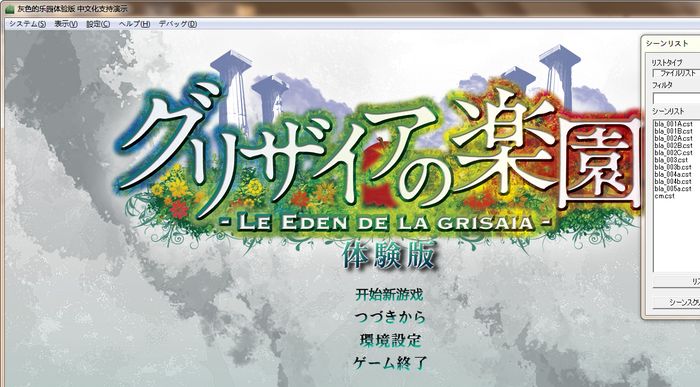 灰色的乐园体验版 中文化支持演示
システム(S) 表示(V) 設定(C) ヘルプ(H) デバッグ(D)
グリザイアの楽園
- LE EDEN DE LA GRISAIA -
体験版
开始新游戏
つづきから
環境設定
ゲーム終了
シーンリスト
リストタイプ
ファイルリスト
フィルタ
シーンリスト
bla_001A.cst
bla_001B.cst
bla_002A.cst
bla_002B.cst
bla_002C.cst
bla_003.cst
bla_003b.cst
bla_004a.cst
bla_004b.cst
bla_005a.cst
cm.cst
リス
シーンスクリ